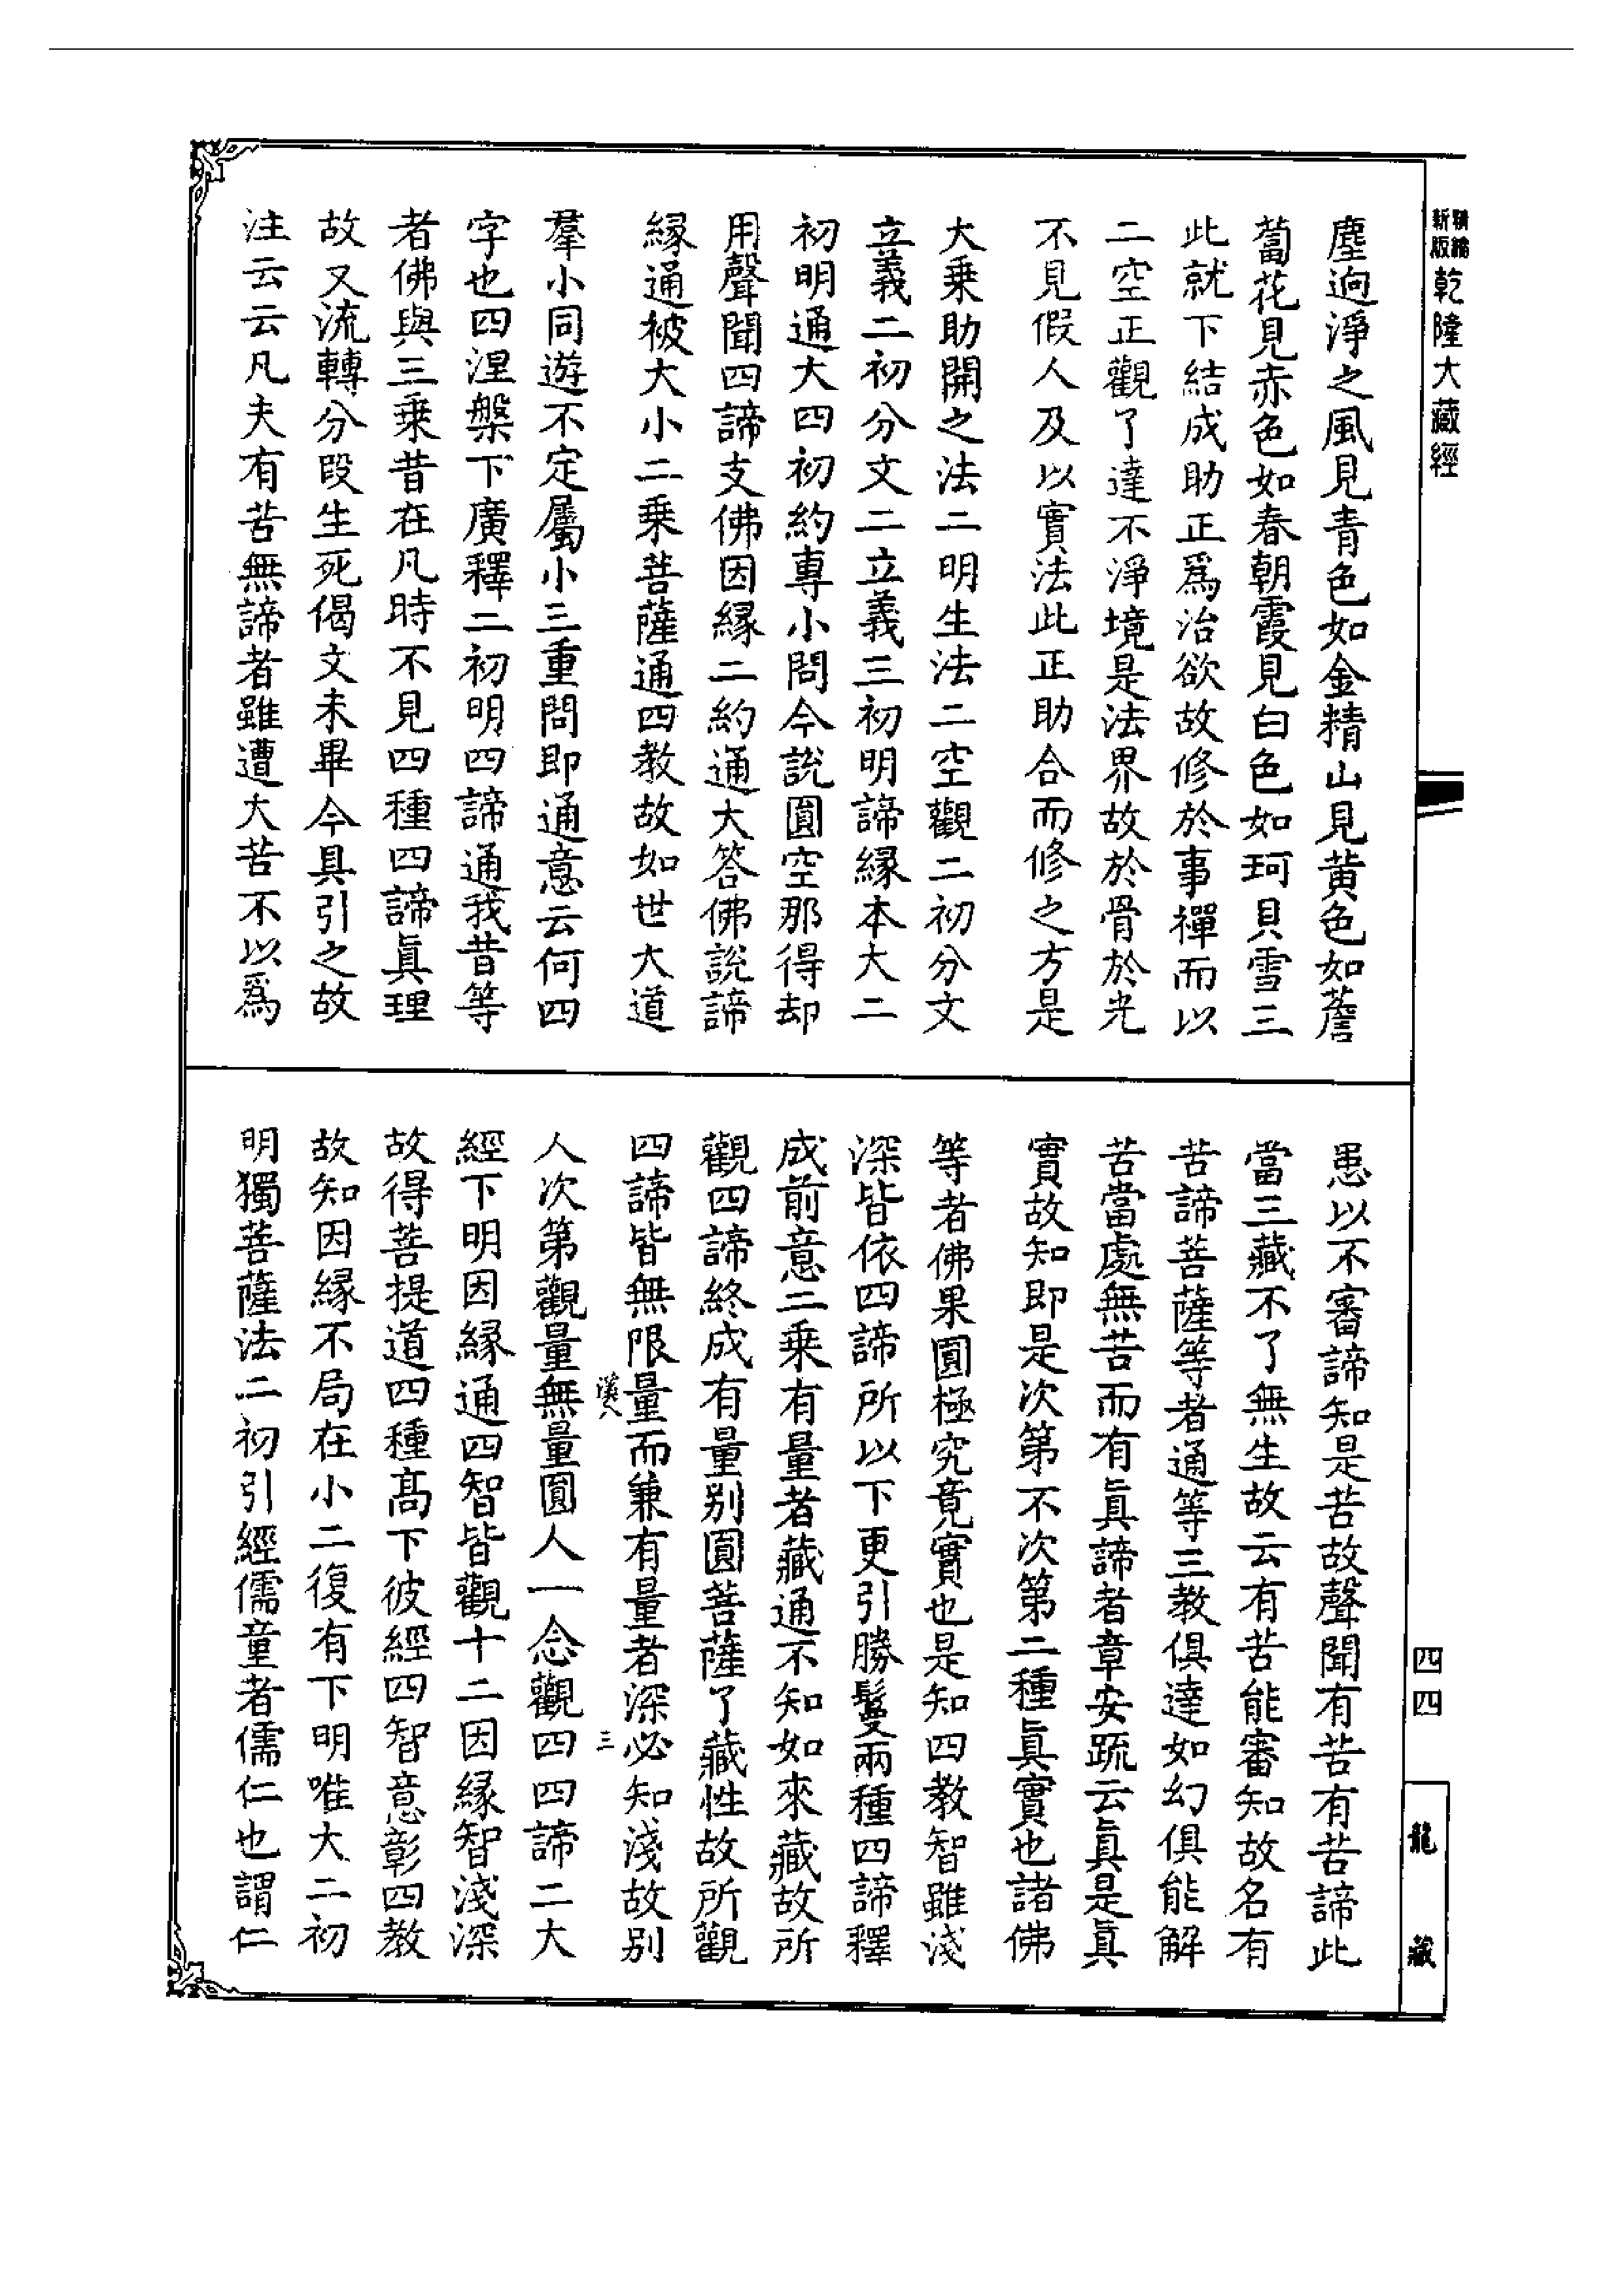 精縮
新版
乾隆大藏經
塵逈淨之風見青色如金精山見黃色如薝
蔔花見赤色如春朝霞見白色如珂貝雪三
此就下結成助正爲治欲故修於事禪而以
二空正觀了達不淨境是法界故於骨於光
不見假人及以實法此正助合而修之方是
大乗助開之法二明生法二空觀二初分文
立義二初分文二立義三初明諦緣本大二
初明通大四初約專小問今說圓空那得却
用聲聞四諦支佛因緣二約通大答佛說諦
緣通被大小二乗菩薩通四教故如世大道
羣小同遊不定屬小三重問即通意云何四
字也四涅槃下廣釋二初明四諦通我昔等
者佛與三乗昔在凡時不見四種四諦眞理
故又流轉分段生死偈文未畢今具引之故
注云云凡夫有苦無諦者雖遭大苦不以爲
愚以不審諦知是苦故聲聞有苦有苦諦此
當三藏不了無生故云有苦能審知故名有
苦諦菩薩等者通等三教俱達如幻俱能解
苦當處無苦而有眞諦者章安疏云眞是眞
實故知即是次第不次第二種眞實也諸佛
等者佛果圓極究竟實也是知四教智雖淺
深皆依四諦所以下更引勝鬘兩種四諦釋
成前意二乗有量者藏通不知如來藏故所
觀四諦終成有量别圓菩薩了藏性故所觀
四諦皆無限量而兼有量者深必知淺故别
漢八
三
人次第觀量無量圓人一念觀四四諦二大
經下明因緣通四智皆觀十二因緣智淺深
故得菩提道四種髙下彼經四智意彰四教
故知因緣不局在小二復有下明唯大二初
明獨菩薩法二初引經儒童者儒仁也謂仁
四四
龍藏